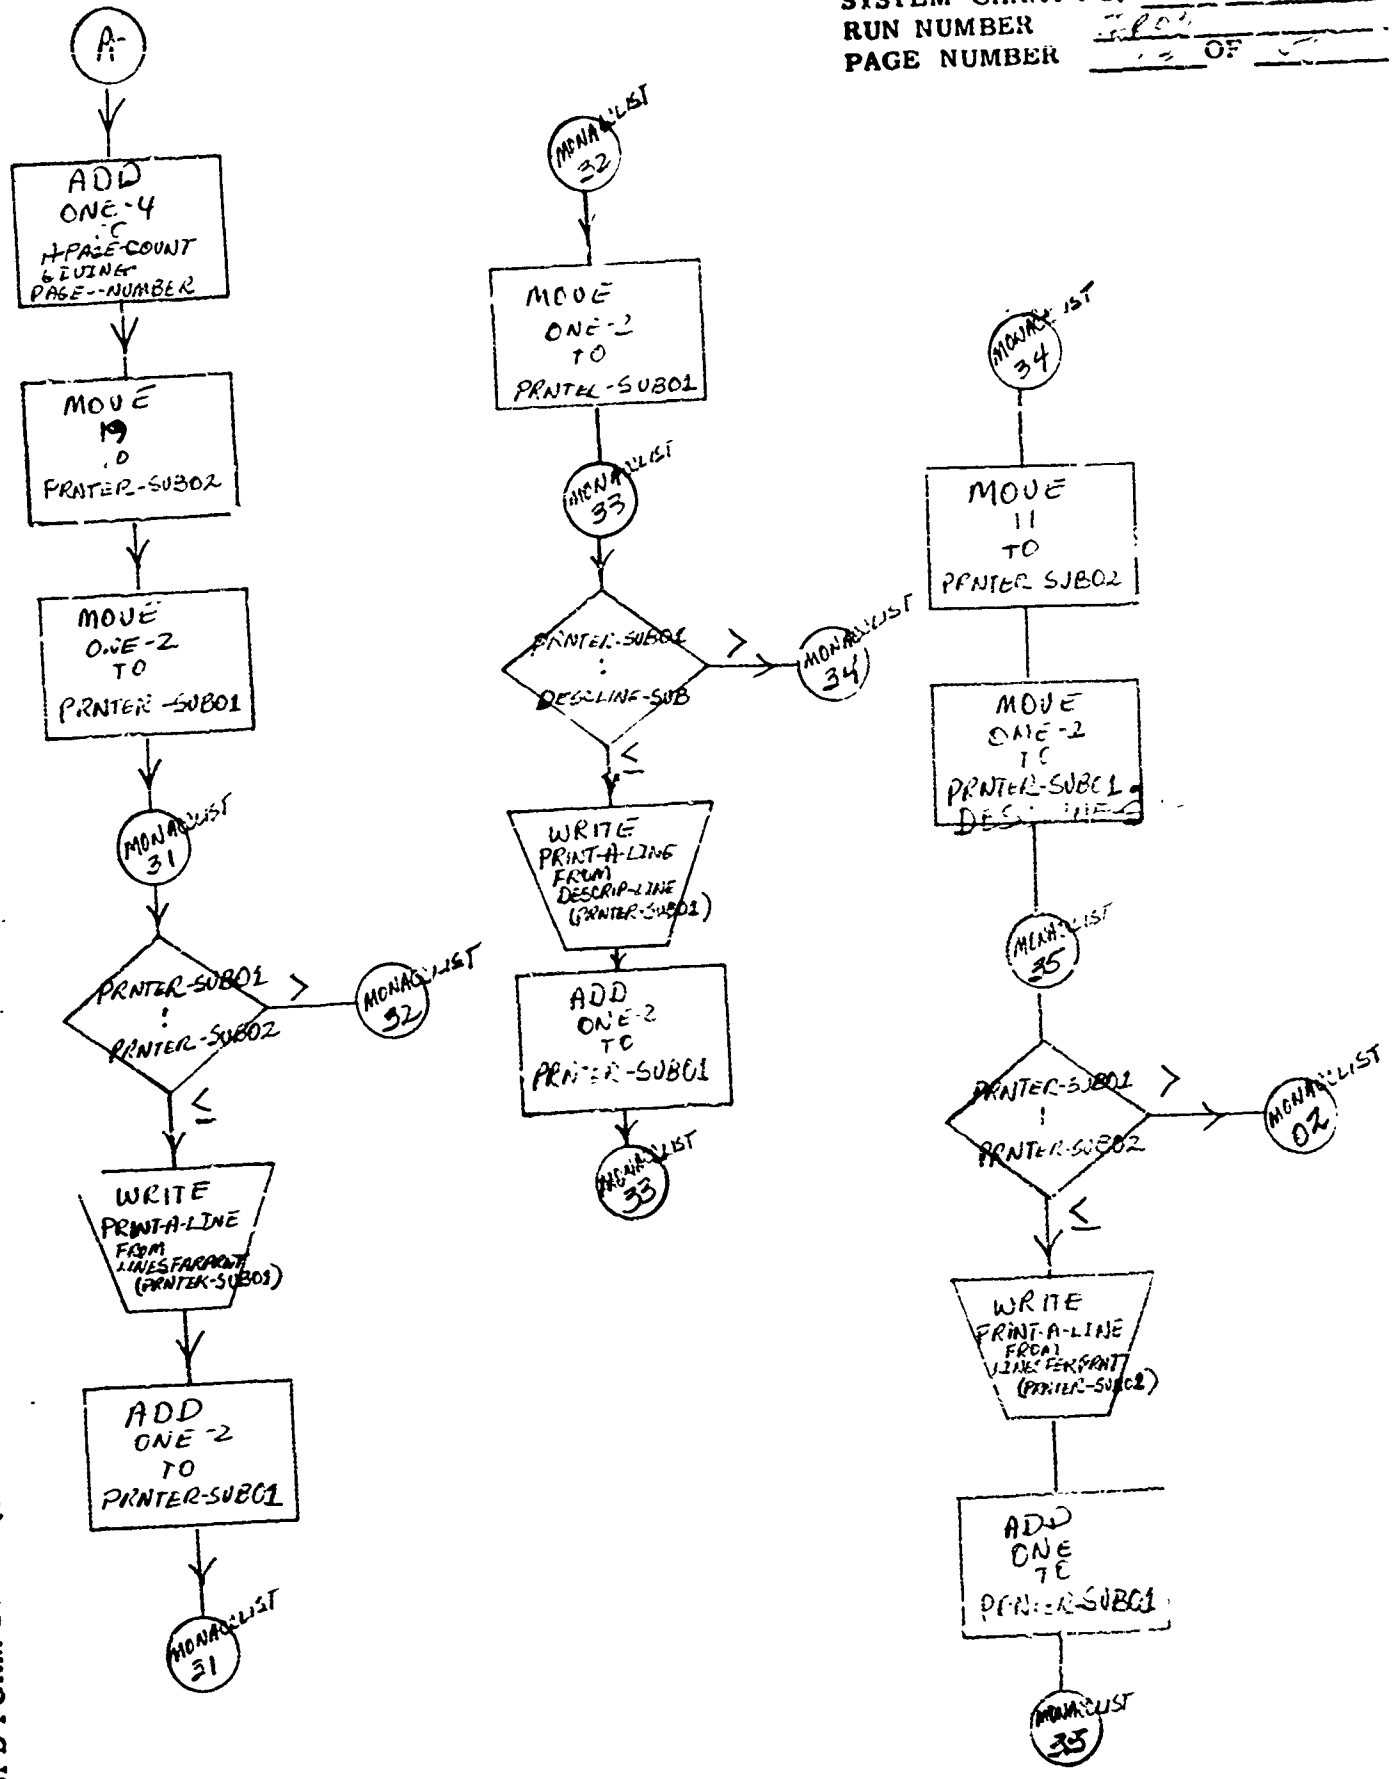 RUN NUMBER
PAGE NUMBER OF
A
ADD
ONE-4
PAGE-COUNT
GIVING
PAGE--NUMBER
MOVE
19
PRNTER-SUB02
MOVE
ONE-2
TO
PRNTER-SUB01
MONACLIST
31
PRNTER-SUB01
:
PRNTER-SUB02
>
MONACLIST
32
≤
WRITE
PRINT-A-LINE
FROM
(PRNTER-SUB01)
ADD
ONE-2
TO
PRNTER-SUB01
MONACLIST
31
MONACLIST
32
MOVE
ONE-2
TO
PRNTER-SUB01
MONACLIST
33
PRNTER-SUB01
:
DESCLINE-SUB
>
MONACLIST
34
≤
WRITE
PRINT-A-LINE
FROM
DESCRIP-LINE
(PRNTER-SUB01)
ADD
ONE-2
TO
PRNTER-SUB01
MONACLIST
33
MONACLIST
34
MOVE
11
TO
PRNTER SUB02
MOVE
ONE-2
TO
PRNTER-SUB01
MONACLIST
35
PRNTER-SUB01
:
PRNTER-SUB02
>
MONACLIST
02
≤
WRITE
PRINT-A-LINE
FROM
(PRNTER-SUB01)
ADD
ONE
TO
PRNTER-SUB01
MONACLIST
35